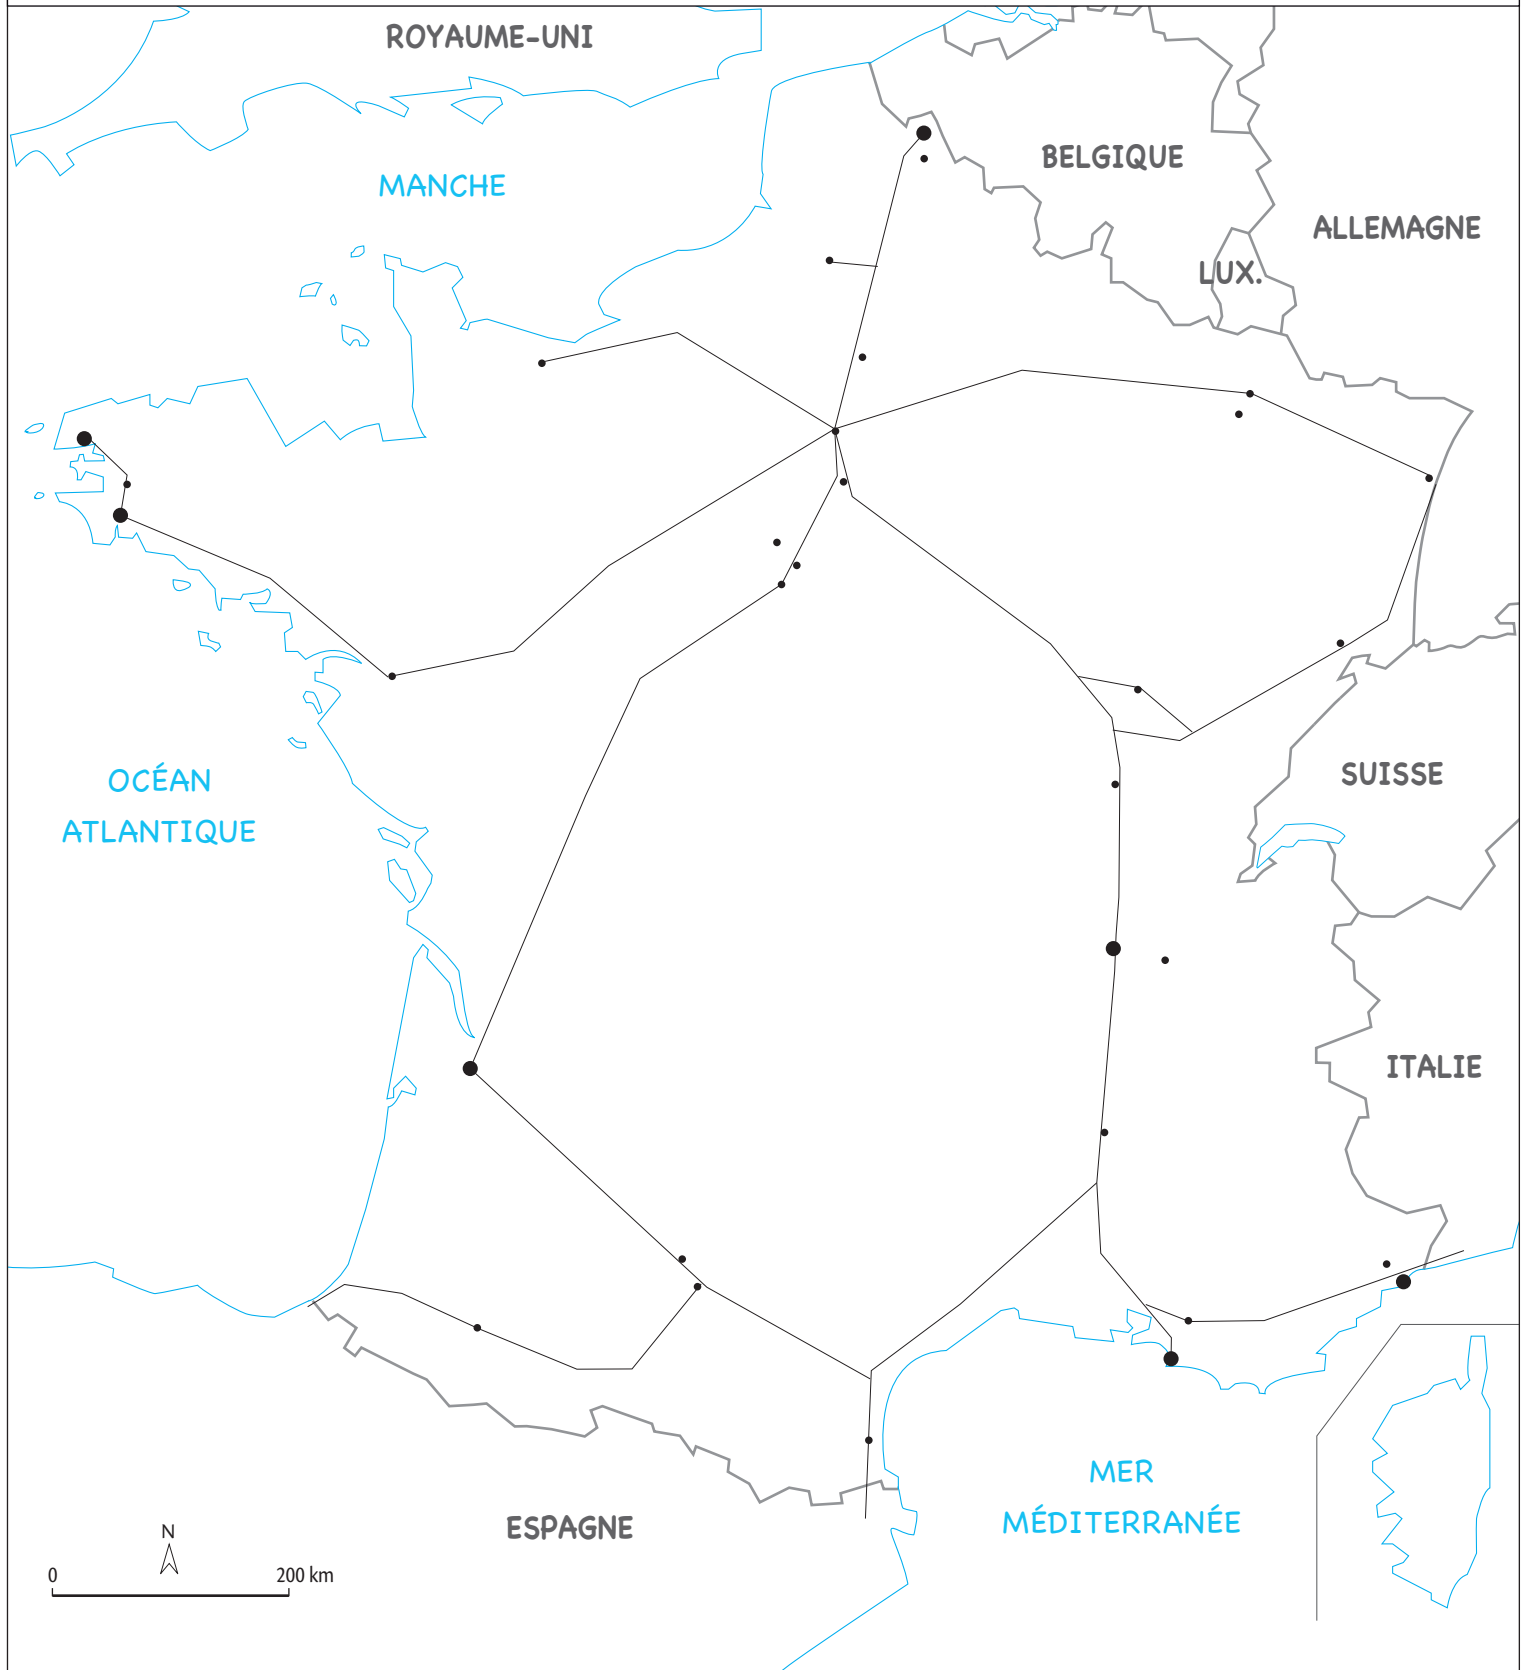 ROYAUME-UNI
MANCHE
BELGIQUE
ALLEMAGNE
LUX.
OCÉAN
ATLANTIQUE
SUISSE
ITALIE
MER
MÉDITERRANÉE
ESPAGNE
N
0 200 km